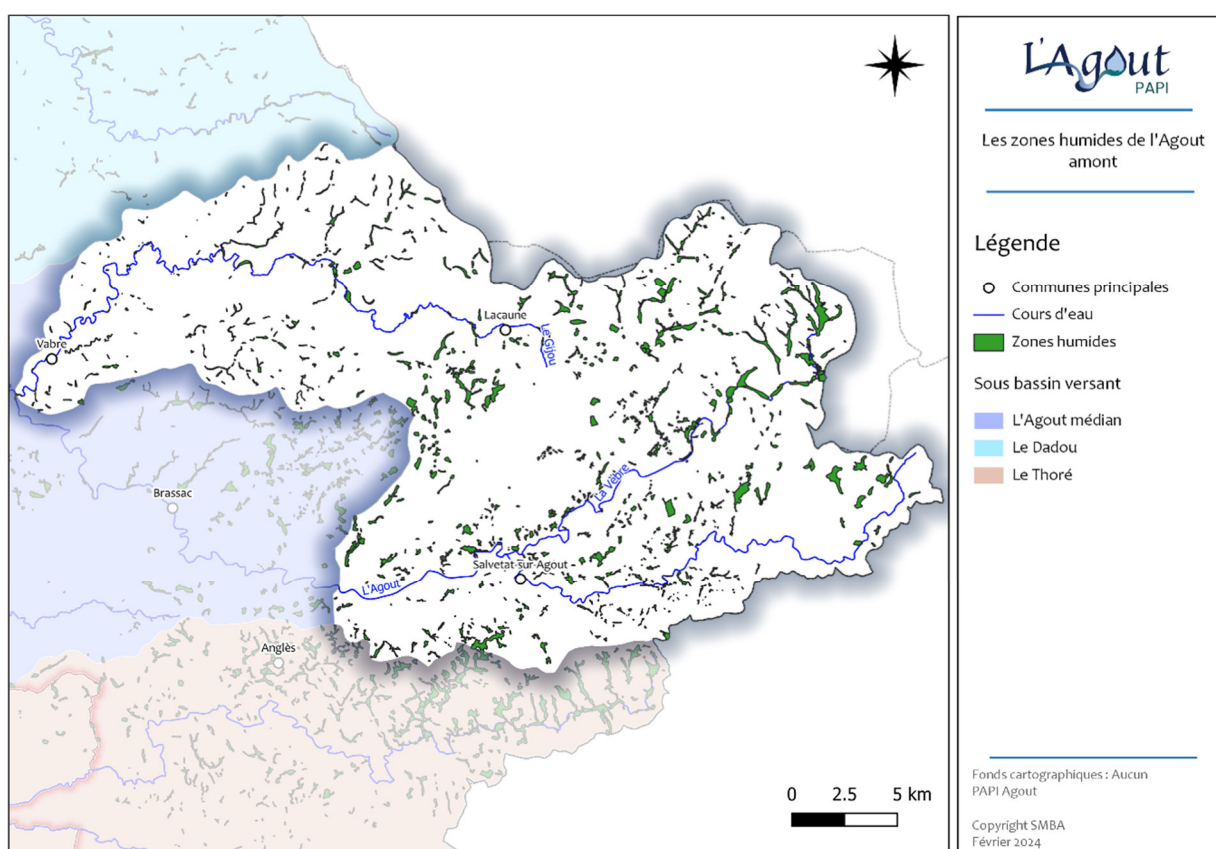 L'Agout
PAPI
Les zones humides de l'Agout
amont
Légende
Communes principales
Cours d'eau
Zones humides
Sous bassin versant
L'Agout médian
Le Dadou
Le Thoré
Fonds cartographiques : Aucun
PAPI Agout
Copyright SMBA
Février 2024
Lacaune
Le Gijou
Vabre
Brassac
La Vèbre
Salvetat-sur-Agout
L'Agout
Anglès
0 2.5 5 km